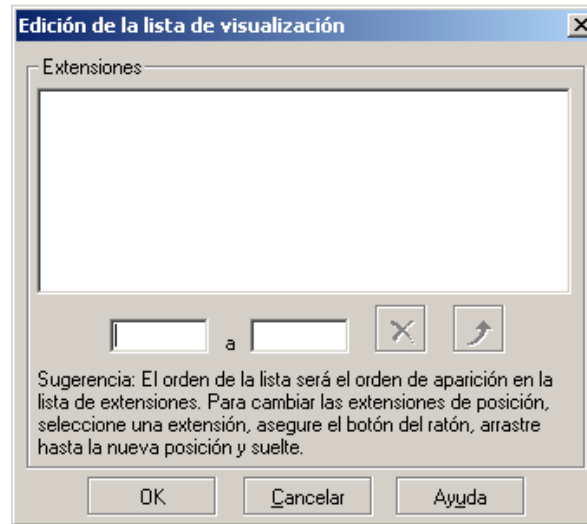 Edición de la lista de visualización
Extensiones
a
Sugerencia: El orden de la lista será el orden de aparición en la
lista de extensiones. Para cambiar las extensiones de posición,
seleccione una extensión, asegure el botón del ratón, arrastre
hasta la nueva posición y suelte.
OK
Cancelar
Ayuda